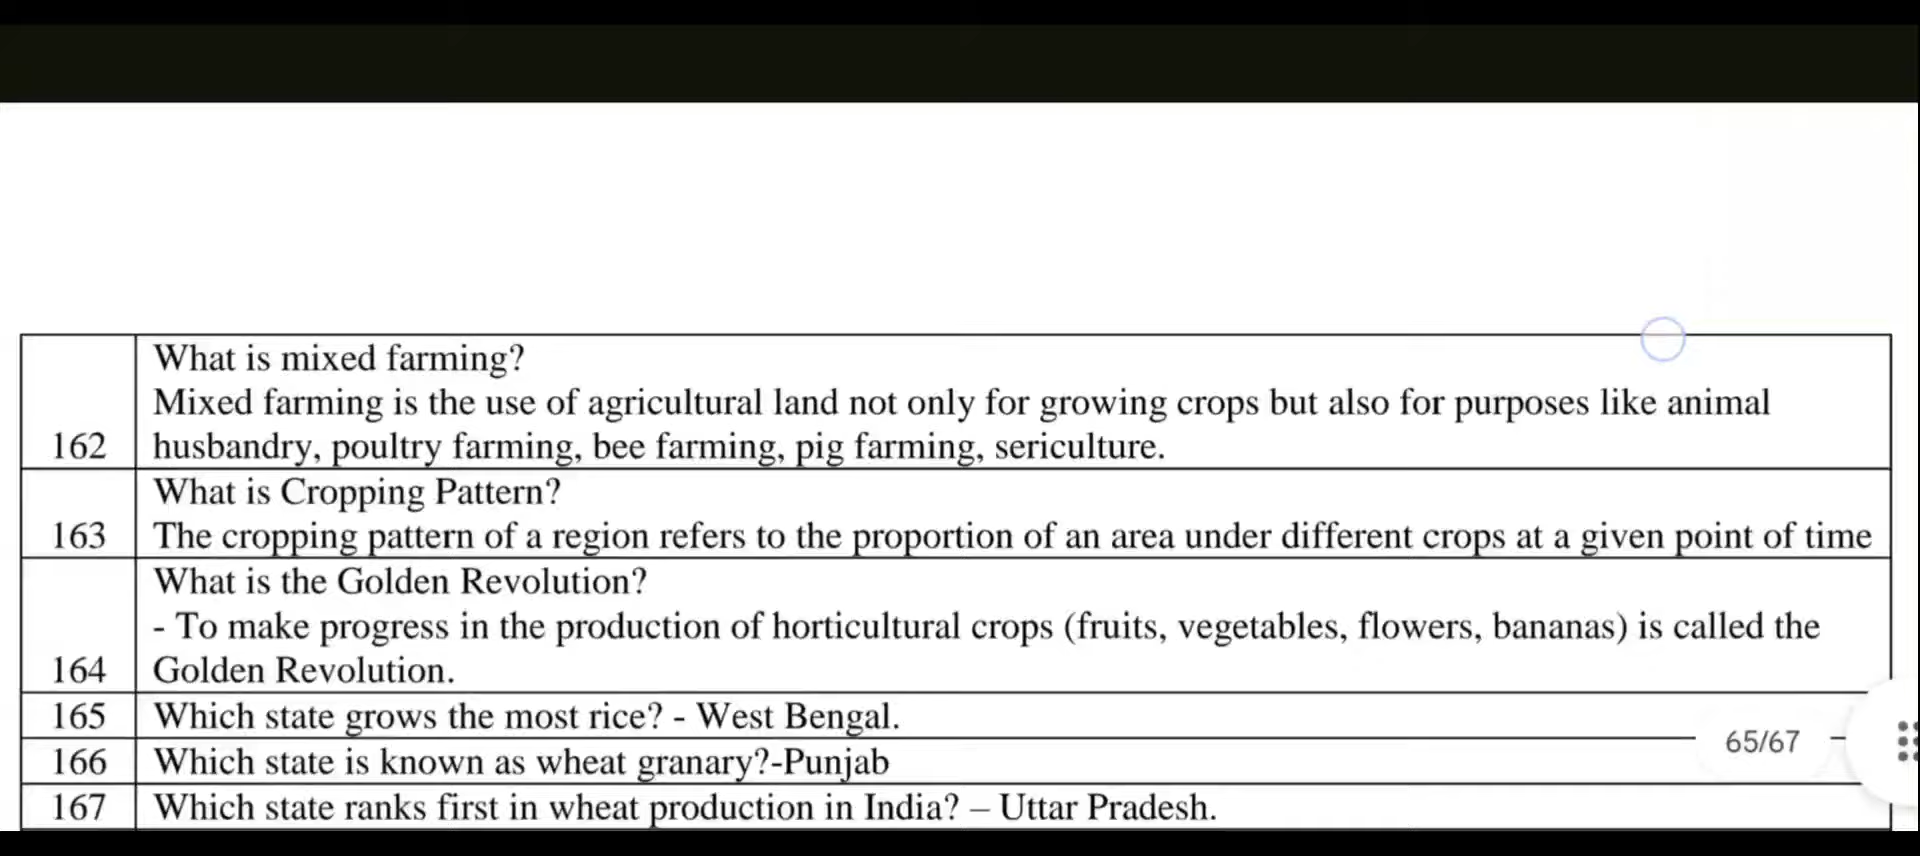 What is mixed farming?
Mixed farming is the use of agricultural land not only for growing crops but also for purposes like animal
162 husbandry, poultry farming, bee farming, pig farming, sericulture.
What is Cropping Pattern?
163 The cropping pattern of a region refers to the proportion of an area under different crops at a given point of time
What is the Golden Revolution?
- To make progress in the production of horticultural crops (fruits, vegetables, flowers, bananas) is called the
164 Golden Revolution.
165 Which state grows the most rice? - West Bengal.
65/67
166 Which state is known as wheat granary?-Punjab
167 Which state ranks first in wheat production in India? – Uttar Pradesh.